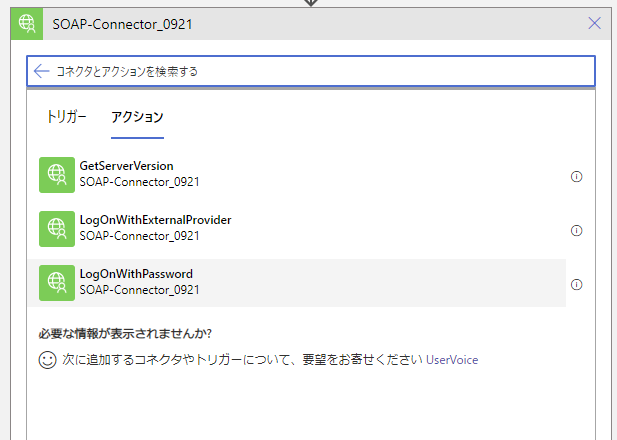 SOAP-Connector_0921
コネクタとアクションを検索する
トリガー アクション
GetServerVersion
SOAP-Connector_0921
LogOnWithExternalProvider
SOAP-Connector_0921
LogOnWithPassword
SOAP-Connector_0921
必要な情報が表示されませんか?
次に追加するコネクタやトリガーについて、要望をお寄せください UserVoice